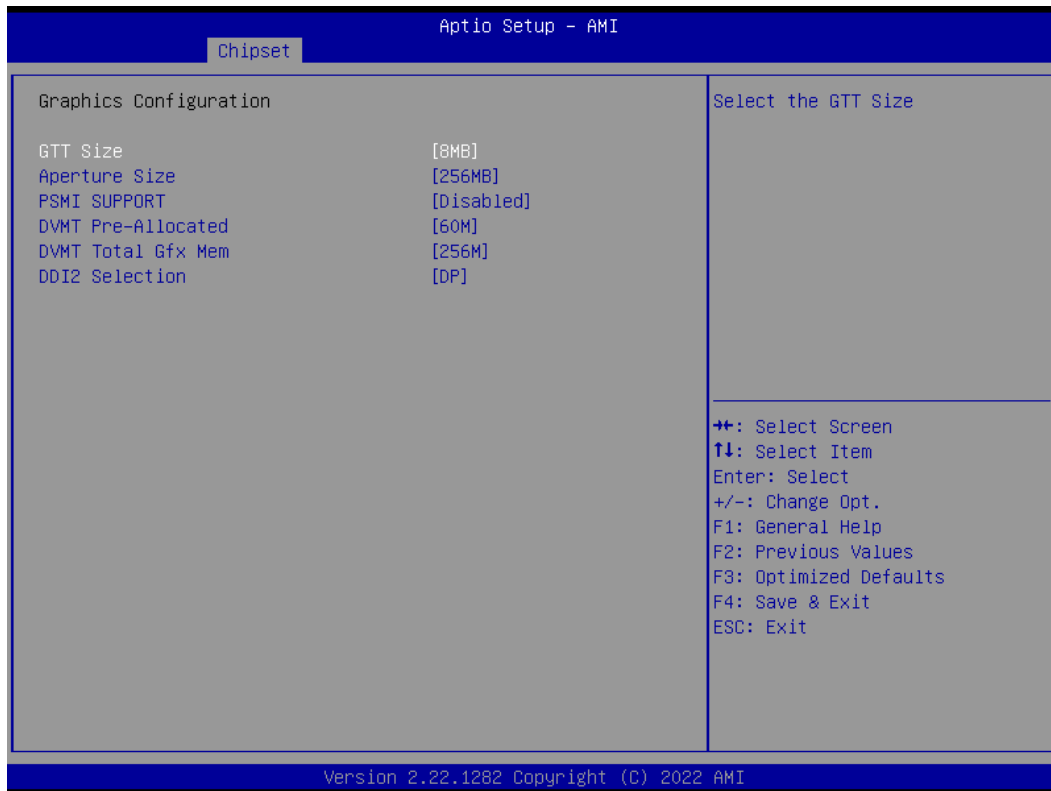 Aptio Setup – AMI
Chipset
Graphics Configuration
GTT Size [8MB]
Aperture Size [256MB]
PSMI SUPPORT [Disabled]
DVMT Pre-Allocated [60M]
DVMT Total Gfx Mem [256M]
DDI2 Selection [DP]
Select the GTT Size
→←: Select Screen
↑↓: Select Item
Enter: Select
+/-: Change Opt.
F1: General Help
F2: Previous Values
F3: Optimized Defaults
F4: Save & Exit
ESC: Exit
Version 2.22.1282 Copyright (C) 2022 AMI